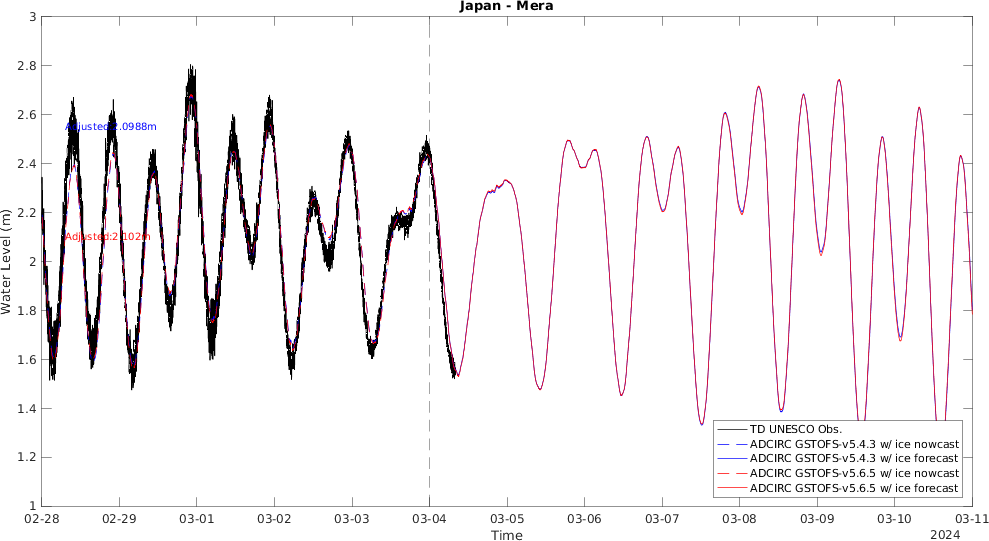 Japan - Mera
3
2.8
2.6
2.4
2.2
2
1.8
1.6
1.4
1.2
1
Water Level (m)
Adjusted:2.0988m
Adjusted:2.102m
TD UNESCO Obs.
ADCIRC GSTOFS-v5.4.3 w/ ice nowcast
ADCIRC GSTOFS-v5.4.3 w/ ice forecast
ADCIRC GSTOFS-v5.6.5 w/ ice nowcast
ADCIRC GSTOFS-v5.6.5 w/ ice forecast
02-28 02-29 03-01 03-02 03-03 03-04 03-05 03-06 03-07 03-08 03-09 03-10 03-11
Time
2024